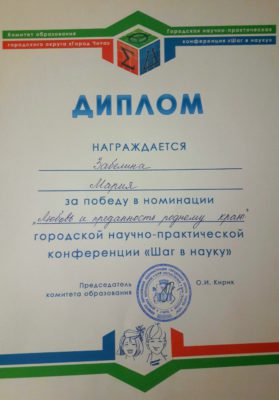 Комитет образования
городского округа «Город Чита»
Городская научно-практическая
конференция «Шаг в науку»
ДИПЛОМ
НАГРАЖДАЕТСЯ
Забелина
Мария
за победу в номинации
„Любовь и преданность родному краю"
городской научно-практической
конференции «Шаг в науку»
Председатель
комитета образования
О.И. Кирик